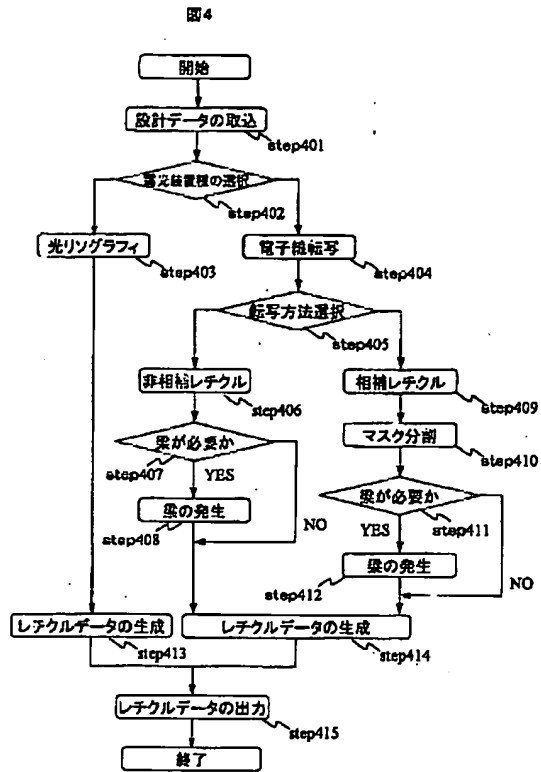 図4
開始
設計データの取込
step401
装置種の選択
step402
光リソグラフィ
step403
電子線転写
step404
転写方法選択
step405
非相補レチクル
step406
相補レチクル
step409
マスク分割
step410
梁が必要か
step407
YES
NO
梁の発生
step408
梁が必要か
step411
YES
NO
梁の発生
step412
レチクルデータの生成
step413
レチクルデータの生成
step414
レチクルデータの出力
step415
終了